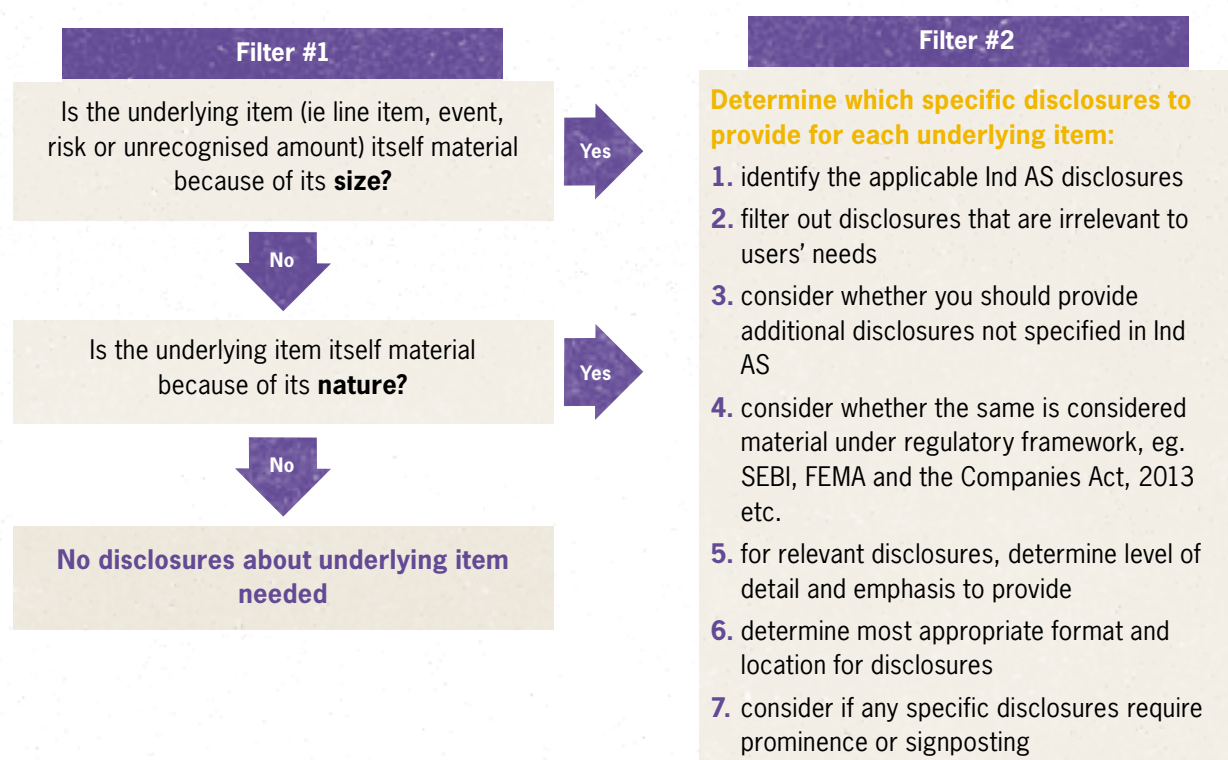 Filter #1
Is the underlying item (ie line item, event,
risk or unrecognised amount) itself material
because of its size?
Yes
No
Is the underlying item itself material
because of its nature?
Yes
No
No disclosures about underlying item
needed
Filter #2
Determine which specific disclosures to
provide for each underlying item:
1. identify the applicable Ind AS disclosures
2. filter out disclosures that are irrelevant to
users’ needs
3. consider whether you should provide
additional disclosures not specified in Ind
AS
4. consider whether the same is considered
material under regulatory framework, eg.
SEBI, FEMA and the Companies Act, 2013
etc.
5. for relevant disclosures, determine level of
detail and emphasis to provide
6. determine most appropriate format and
location for disclosures
7. consider if any specific disclosures require
prominence or signposting